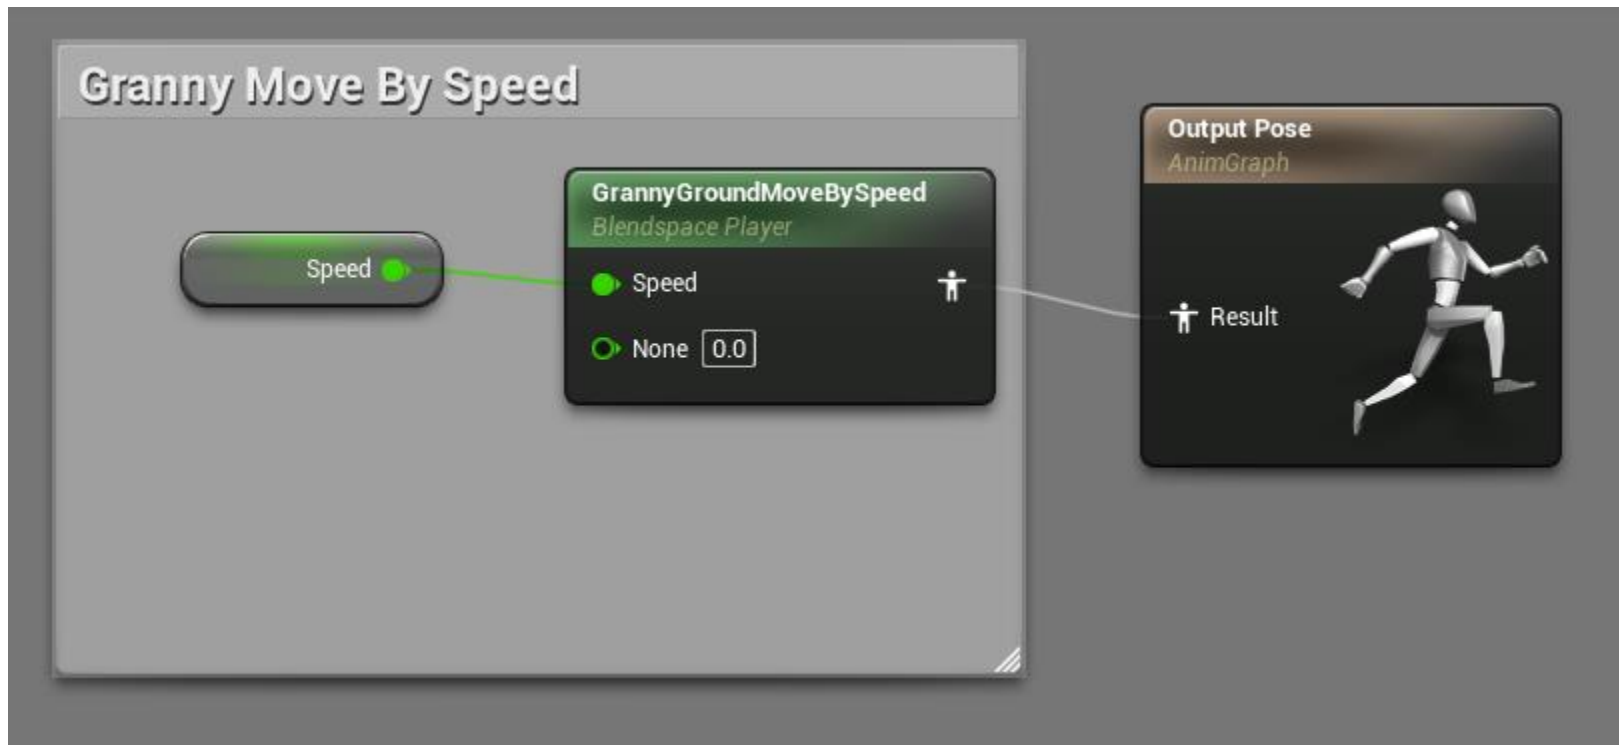 Granny Move By Speed
Speed
GrannyGroundMoveBySpeed
Blendspace Player
Speed
None 0.0
Output Pose
AnimGraph
Result